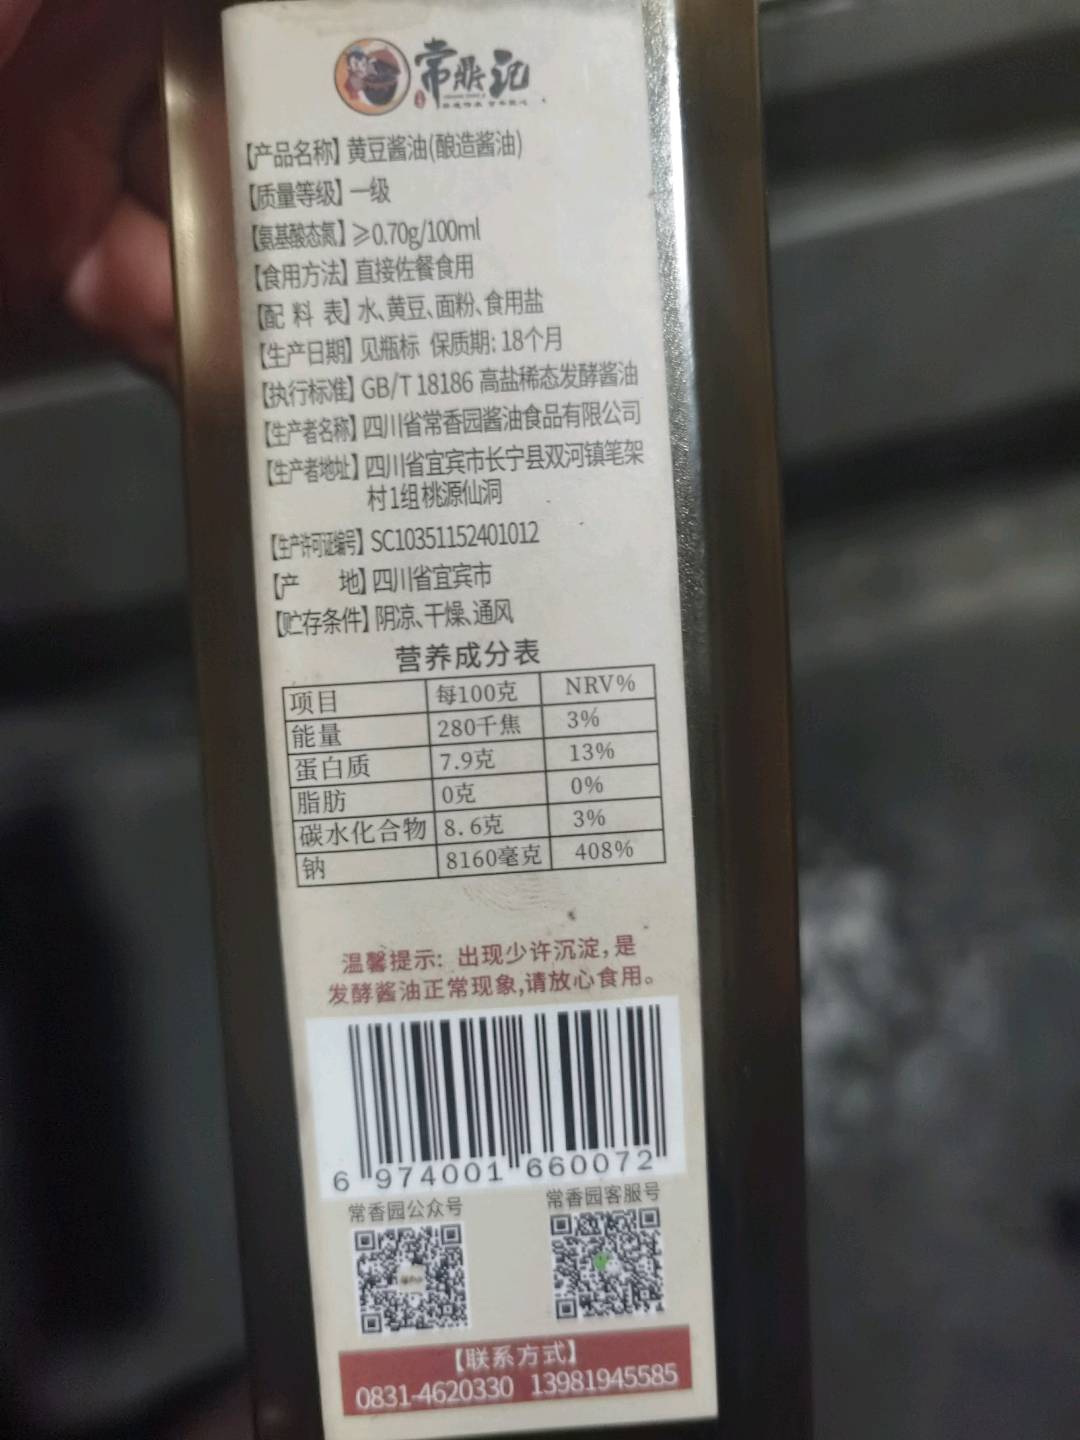 常鼎记
【产品名称】黄豆酱油(酿造酱油)
【质量等级】一级
【氨基酸态氮】≥0.70g/100ml
【食用方法】直接佐餐食用
【配料表】水、黄豆、面粉、食用盐
【生产日期】见瓶标 保质期:18个月
【执行标准】GB/T 18186 高盐稀态发酵酱油
【生产者名称】四川省常香园酱油食品有限公司
【生产者地址】四川省宜宾市长宁县双河镇笔架
村1组桃源仙洞
【生产许可证编号】SC10351152401012
【产 地】四川省宜宾市
【贮存条件】阴凉、干燥、通风
营养成分表
项目 每100克 NRV%
能量 280千焦 3%
蛋白质 7.9克 13%
脂肪 0克 0%
碳水化合物 8.6克 3%
钠 8160毫克 408%
温馨提示: 出现少许沉淀,是
发酵酱油正常现象,请放心食用。
6 974001 660072
常香园公众号 常香园客服号
【联系方式】
0831-4620330 13981945585